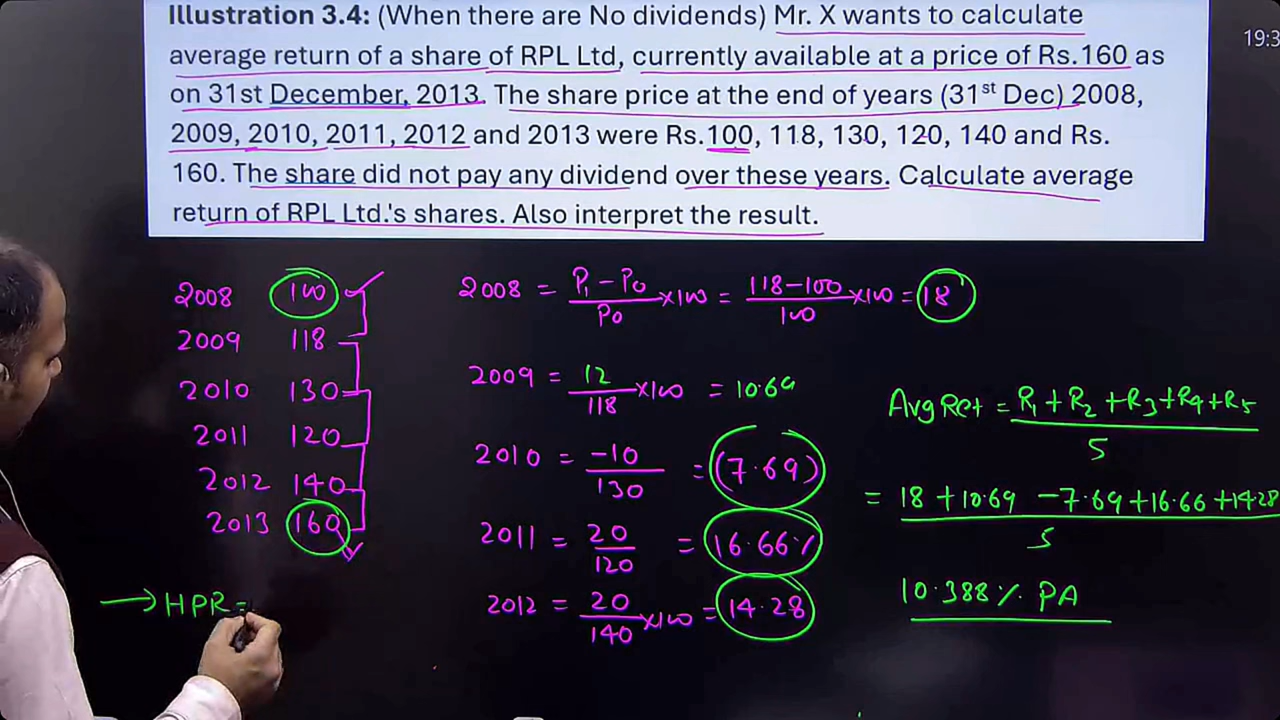 Illustration 3.4: (When there are No dividends) Mr. X wants to calculate
average return of a share of RPL Ltd, currently available at a price of Rs.160 as
on 31st December, 2013. The share price at the end of years (31st Dec) 2008,
2009, 2010, 2011, 2012 and 2013 were Rs.100, 118, 130, 120, 140 and Rs.
160. The share did not pay any dividend over these years. Calculate average
return of RPL Ltd.'s shares. Also interpret the result.
19:3
2008 100
2009 118
2010 130
2011 120
2012 140
2013 160
→ HPR =
2008 = P1 - P0 / P0 x100 = 118-100 / 100 x100 = 18
2009 = 12 / 118 x100 = 10.69
2010 = -10 / 130 = (7.69)
2011 = 20 / 120 = 16.66%
2012 = 20 / 140 x100 = 14.28
Avg Ret = R1 + R2 + R3 + R4 + R5 / 5
= 18 + 10.69 - 7.69 + 16.66 + 14.28 / 5
10.388% PA